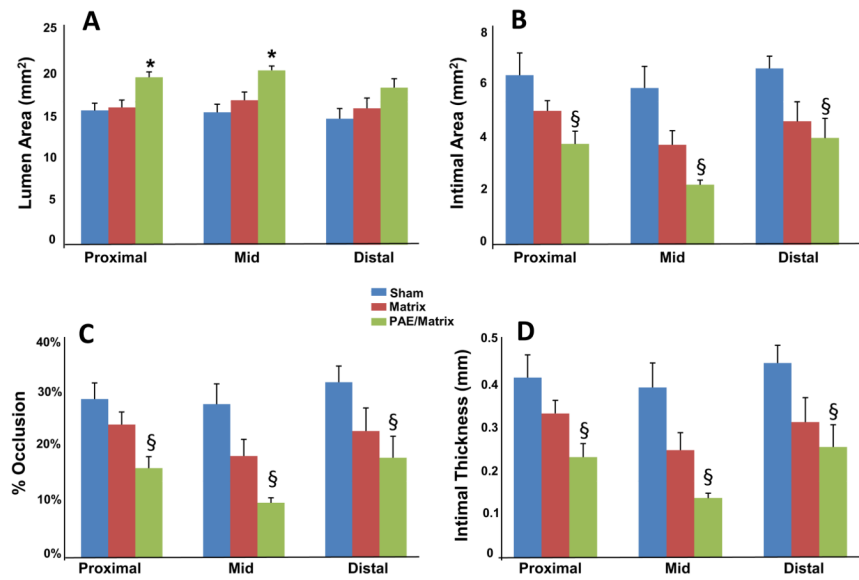 A
Lumen Area (mm²)
25
20
15
10
5
0
*
*
Proximal
Mid
Distal
B
Intimal Area (mm²)
8
6
4
2
0
§
§
§
Proximal
Mid
Distal
Sham
Matrix
PAE/Matrix
C
% Occlusion
40%
30%
20%
10%
0%
§
§
§
Proximal
Mid
Distal
D
Intimal Thickness (mm)
0.5
0.4
0.3
0.2
0.1
0
§
§
§
Proximal
Mid
Distal